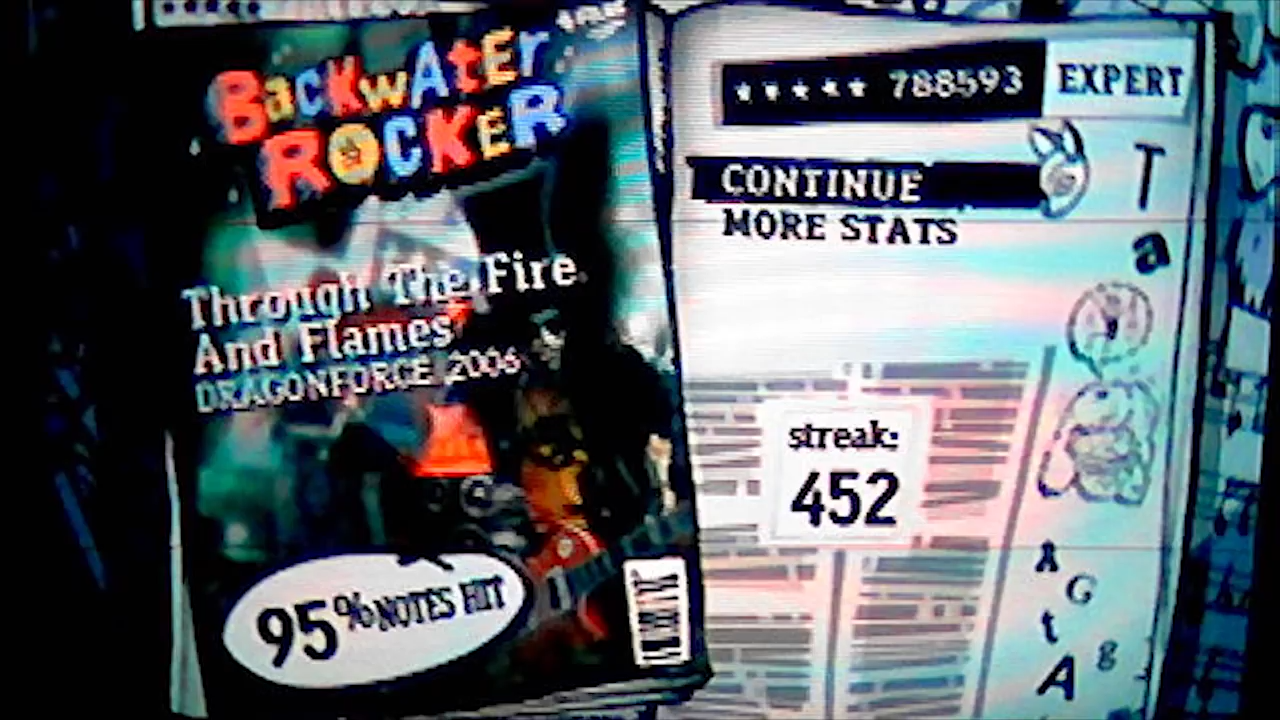 BackwAtEr
ROCKER
Through The Fire
And Flames
DRAGONFORCE 2006
95% NOTES HIT
★★★★★ 788593 EXPERT
CONTINUE
MORE STATS
streak:
452
T
a
A
G
t
g
A